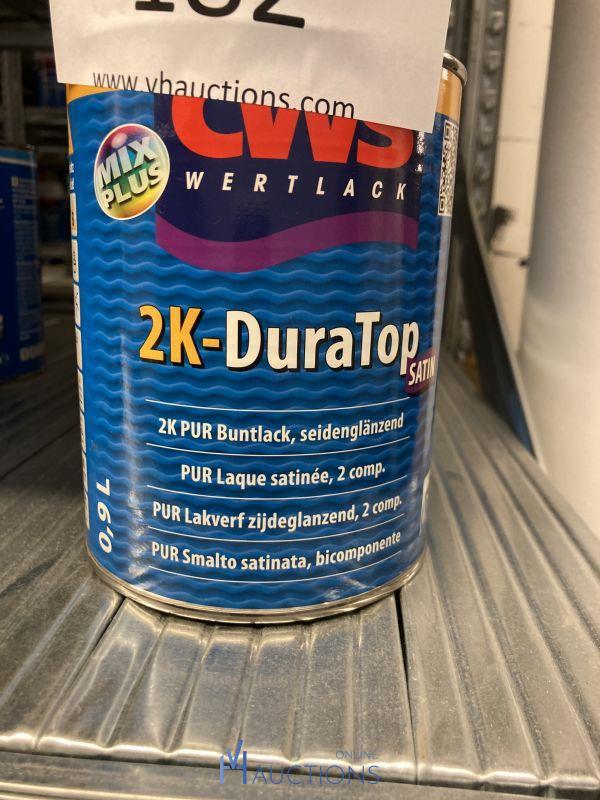 www.vhauctions.com
CWS
WERTLACK
MIX
PLUS
2K-DuraTop
SATIN
2K PUR Buntlack, seidenglänzend
PUR Laque satinée, 2 comp.
PUR Lakverf zijdeglanzend, 2 comp.
PUR Smalto satinata, bicomponente
0,9 L
VH ONLINE
AUCTIONS